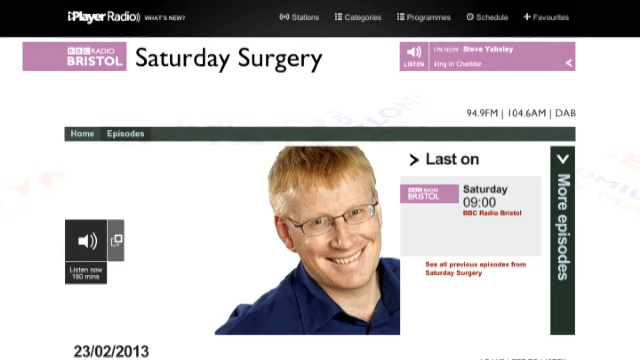 iPlayer Radio WHAT'S NEW?
Stations
Categories
Programmes
Schedule
Favourites
BBC RADIO
BRISTOL
Saturday Surgery
LISTEN
ON NOW : Steve Yabsley
king in Cheddar
94.9FM | 104.6AM | DAB
Home
Episodes
Last on
BBC RADIO
BRISTOL
Saturday
09:00
BBC Radio Bristol
See all previous episodes from
Saturday Surgery
More episodes
Listen now
180 mins
23/02/2013